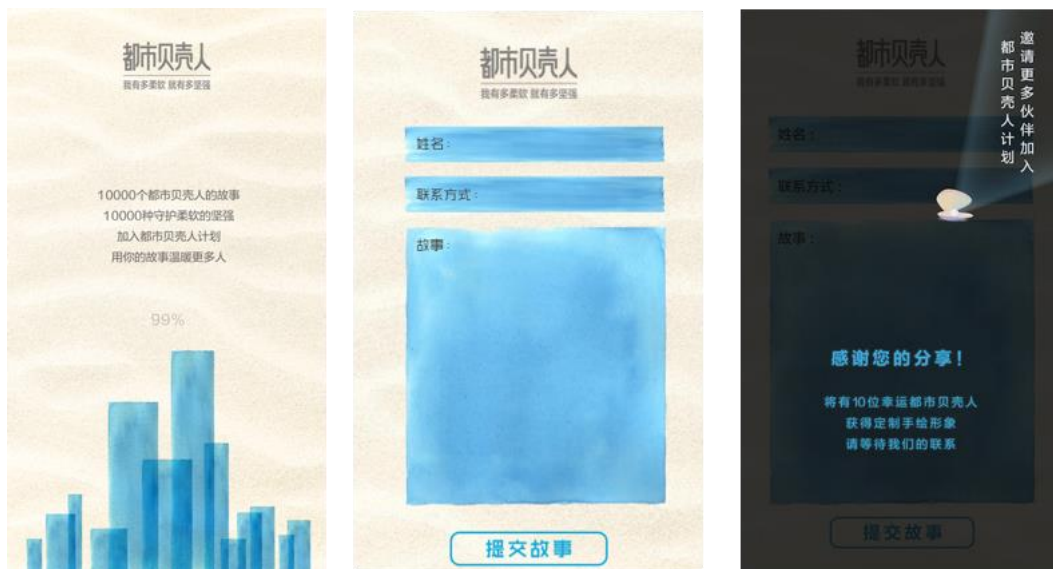 都市贝壳人
我有多柔软 就有多坚强
10000个都市贝壳人的故事
10000种守护柔软的坚强
加入都市贝壳人计划
用你的故事温暖更多人
99%
都市贝壳人
我有多柔软 就有多坚强
姓名：
联系方式：
故事：
提交故事
都市贝壳人
我有多柔软 就有多坚强
邀请更多伙伴加入
都市贝壳人计划
姓名：
联系方式：
故事：
感谢您的分享！
将有10位幸运都市贝壳人
获得定制手绘形象
请等待我们的联系
提交故事